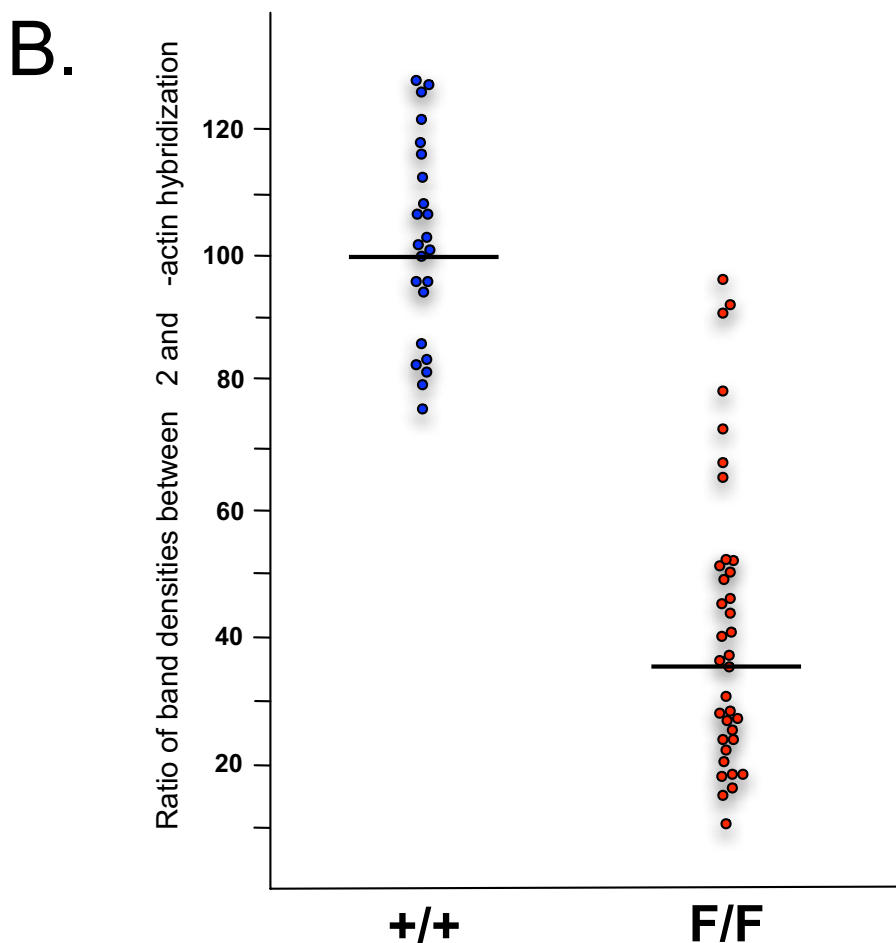 B.
Ratio of band densities between 2 and -actin hybridization
120
100
80
60
40
20
+/+
F/F